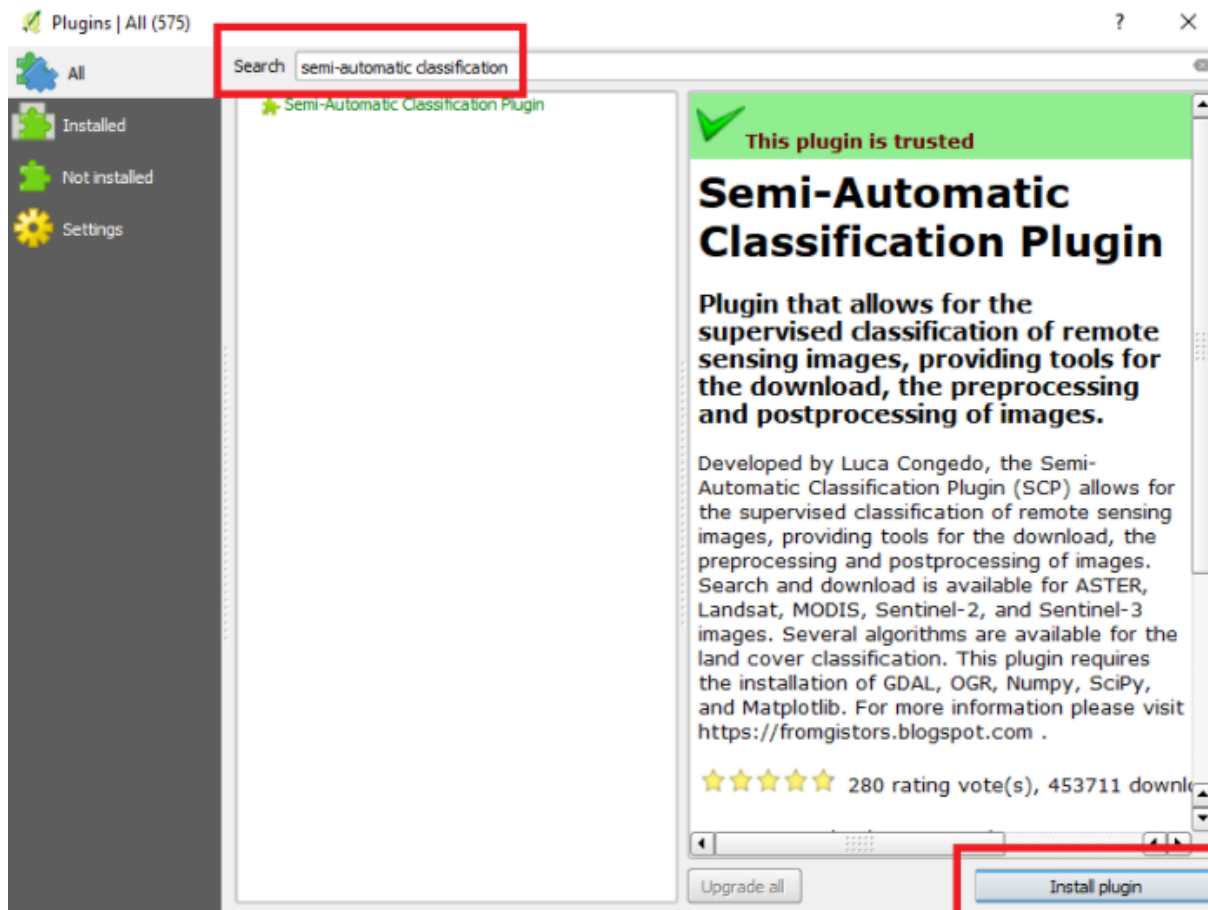 Plugins | All (575)
?
All
Installed
Not installed
Settings
Search semi-automatic classification
Semi-Automatic Classification Plugin
This plugin is trusted
Semi-Automatic
Classification Plugin
Plugin that allows for the
supervised classification of remote
sensing images, providing tools for
the download, the preprocessing
and postprocessing of images.
Developed by Luca Congedo, the Semi-
Automatic Classification Plugin (SCP) allows for
the supervised classification of remote sensing
images, providing tools for the download, the
preprocessing and postprocessing of images.
Search and download is available for ASTER,
Landsat, MODIS, Sentinel-2, and Sentinel-3
images. Several algorithms are available for the
land cover classification. This plugin requires
the installation of GDAL, OGR, Numpy, SciPy,
and Matplotlib. For more information please visit
https://fromgistors.blogspot.com .
280 rating vote(s), 453711
Upgrade all
Install plugin